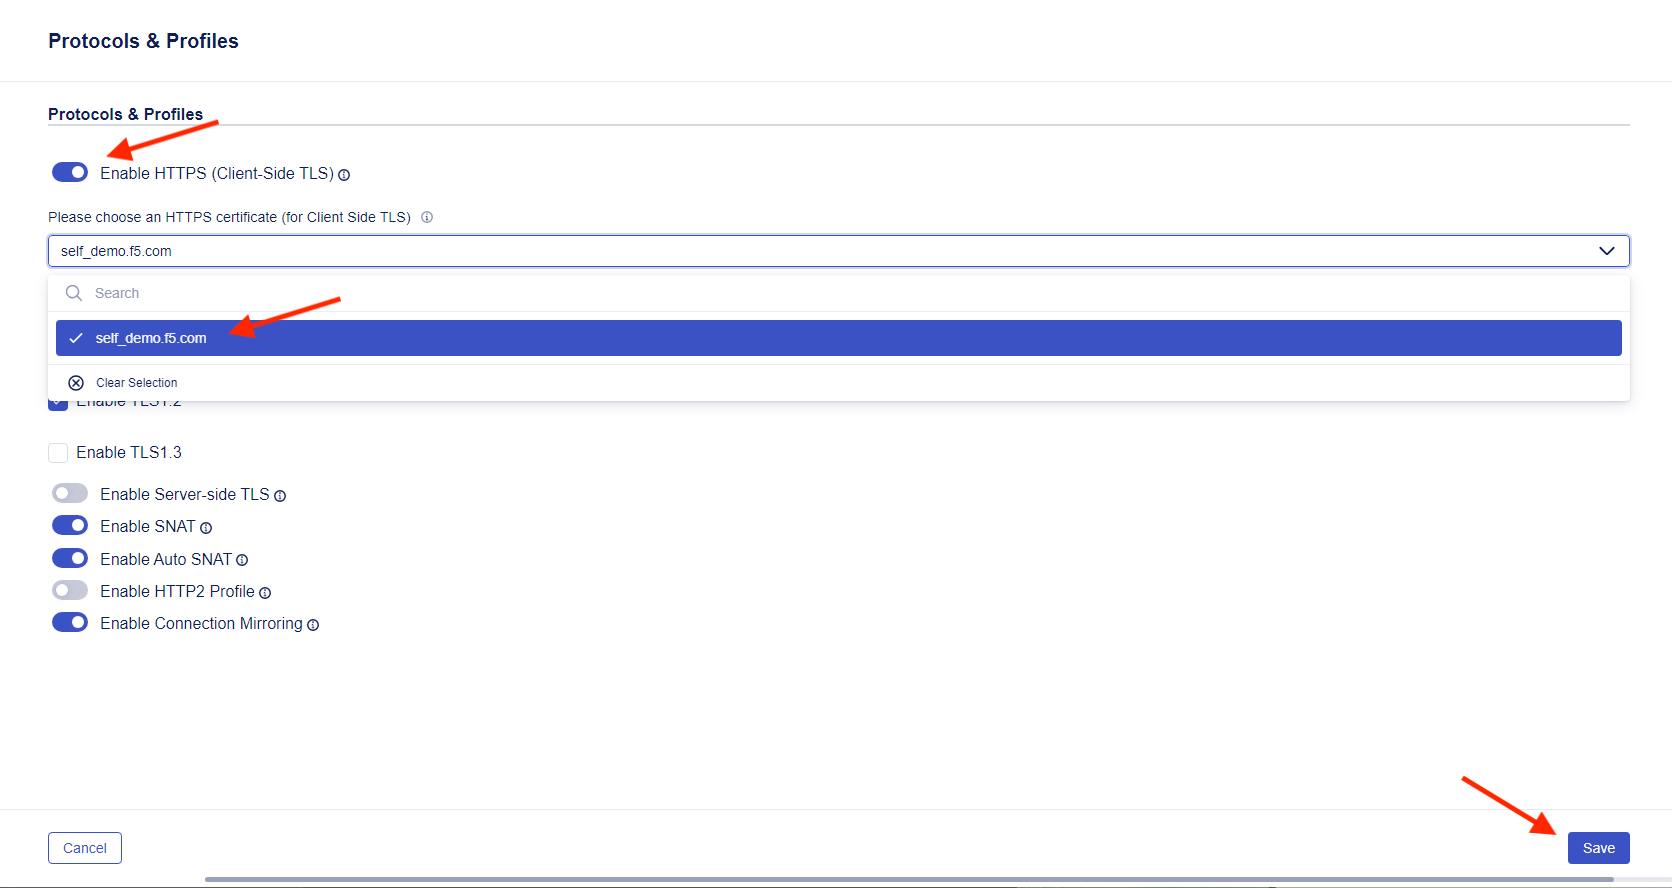 Protocols & Profiles
Protocols & Profiles
Enable HTTPS (Client-Side TLS)
Please choose an HTTPS certificate (for Client Side TLS)
self_demo.f5.com
Search
self_demo.f5.com
Clear Selection
Enable TLS1.2
Enable TLS1.3
Enable Server-side TLS
Enable SNAT
Enable Auto SNAT
Enable HTTP2 Profile
Enable Connection Mirroring
Cancel
Save